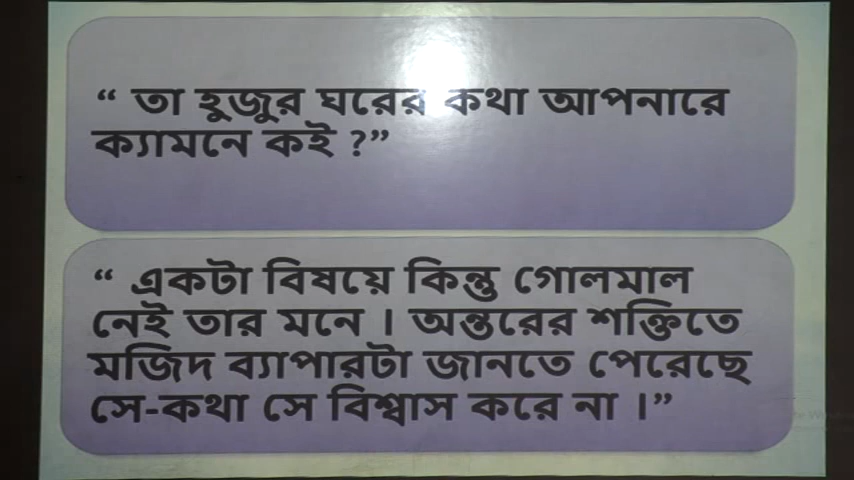 “ তা হুজুর ঘরের কথা আপনারে
ক্যামনে কই ?”
“ একটা বিষয়ে কিন্তু গোলমাল
নেই তার মনে । অন্তরের শক্তিতে
মজিদ ব্যাপারটা জানতে পেরেছে
সে-কথা সে বিশ্বাস করে না ।”